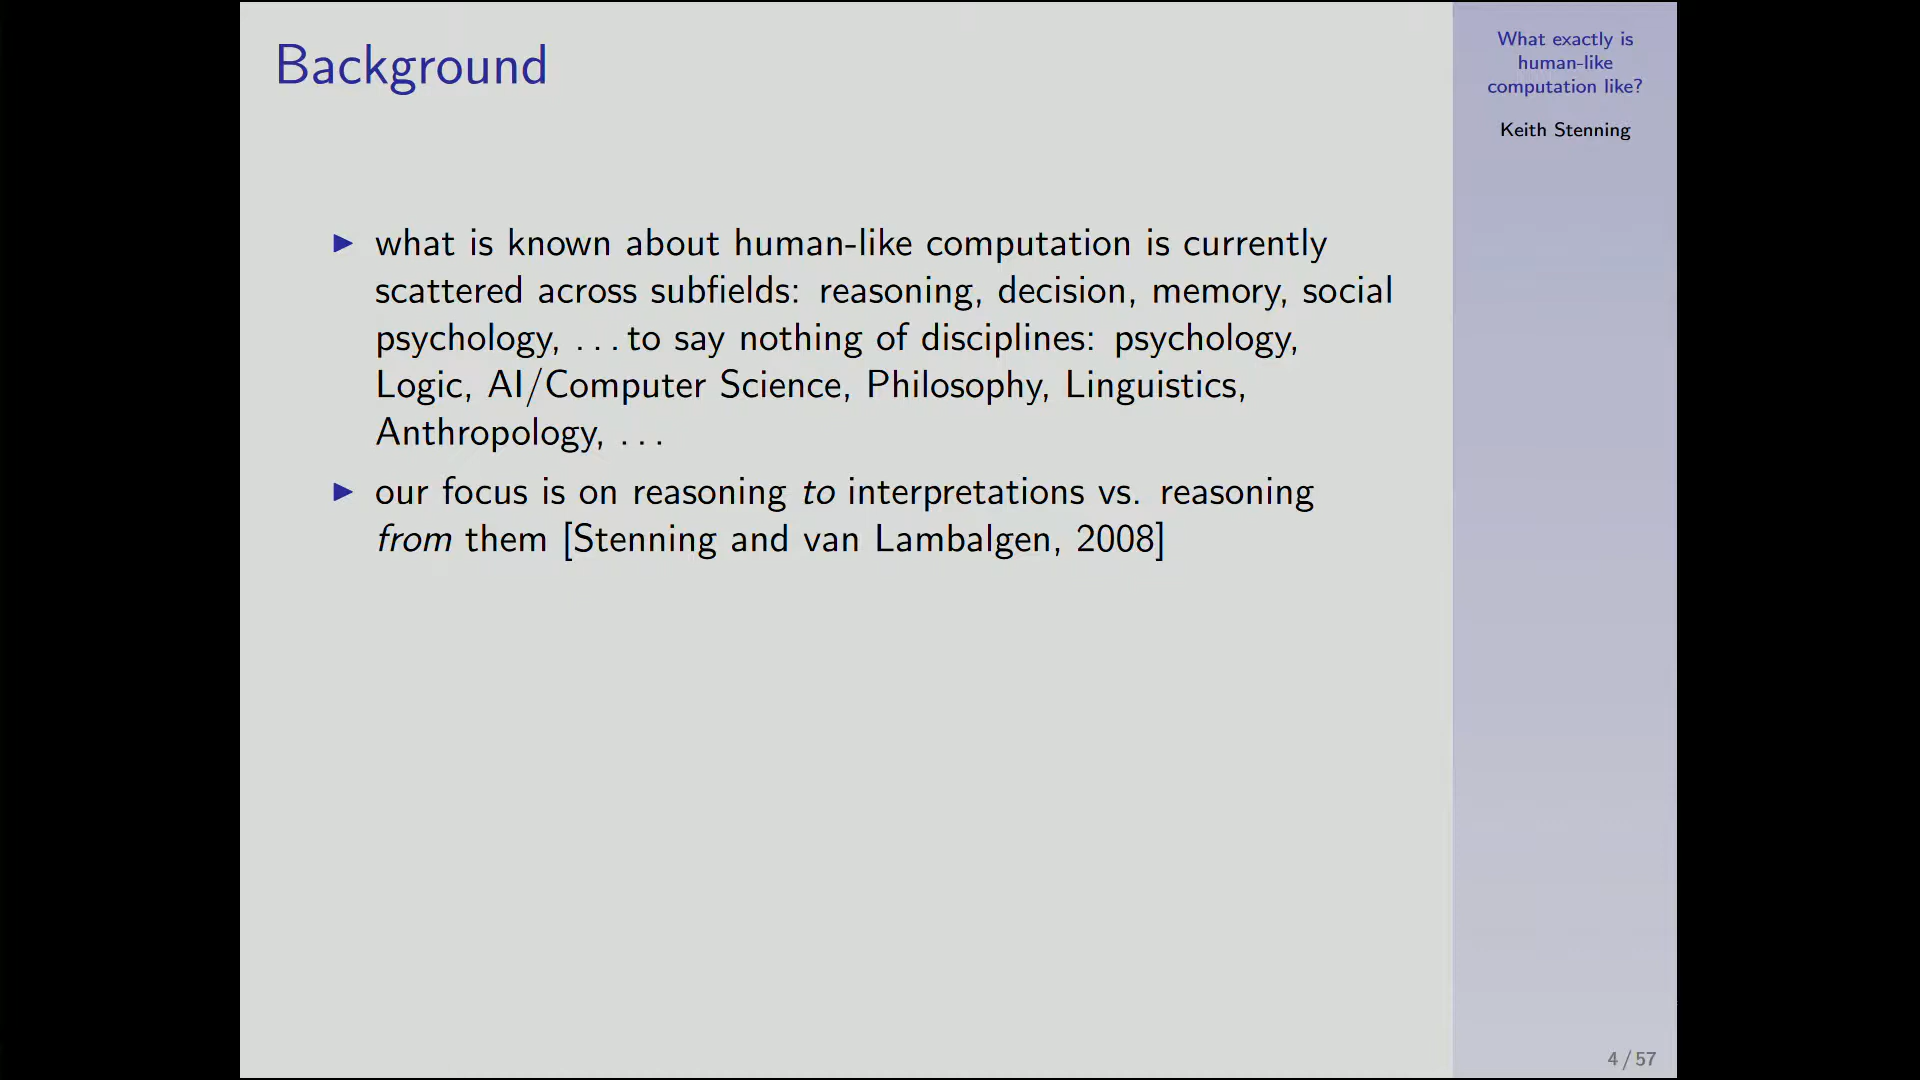 Background
▶ what is known about human-like computation is currently
scattered across subfields: reasoning, decision, memory, social
psychology, ... to say nothing of disciplines: psychology,
Logic, AI/Computer Science, Philosophy, Linguistics,
Anthropology, ...
▶ our focus is on reasoning to interpretations vs. reasoning
from them [Stenning and van Lambalgen, 2008]
What exactly is
human-like
computation like?
Keith Stenning
4 / 57